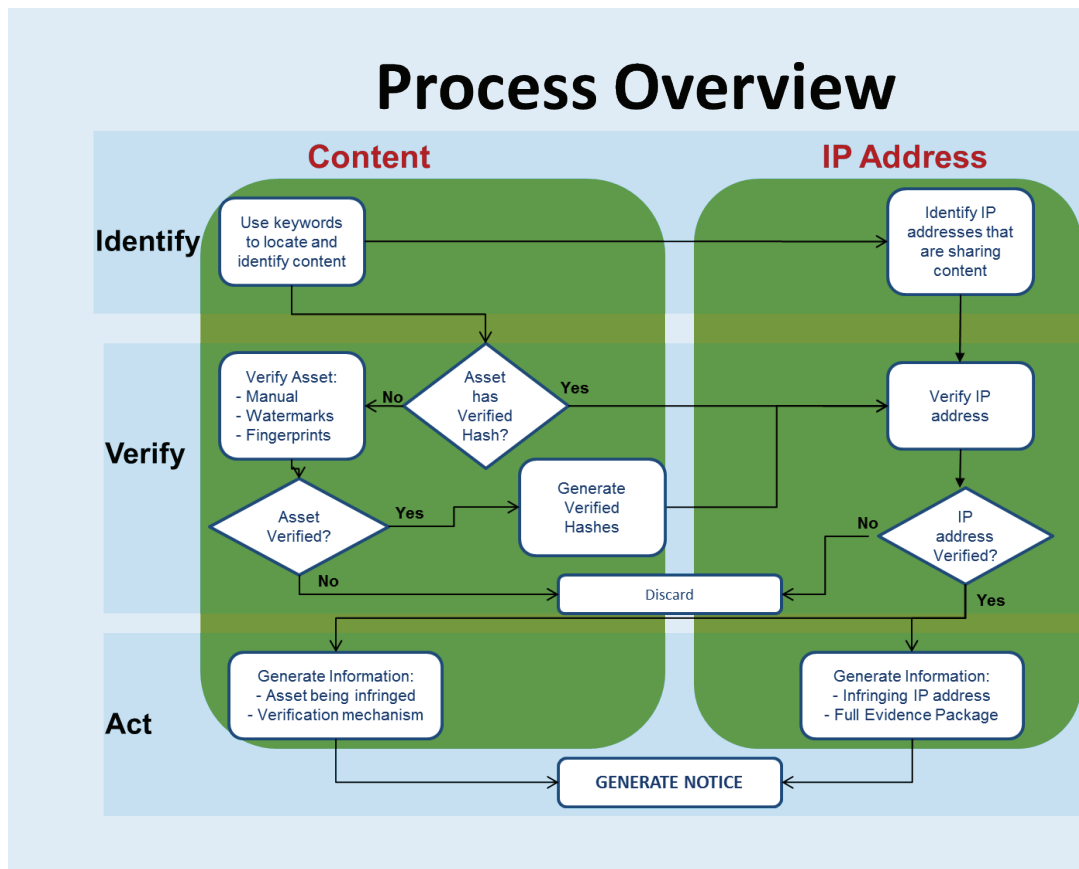 Process Overview
Content
IP Address
Identify
Use keywords
to locate and
identify content
Identify IP
addresses that
are sharing
content
Verify
Verify Asset:
- Manual
- Watermarks
- Fingerprints
No
Asset
has
Verified
Hash?
Yes
Verify IP
address
Asset
Verified?
Yes
Generate
Verified
Hashes
No
IP
address
Verified?
No
Discard
Yes
Act
Generate Information:
- Asset being infringed
- Verification mechanism
Generate Information:
- Infringing IP address
- Full Evidence Package
GENERATE NOTICE